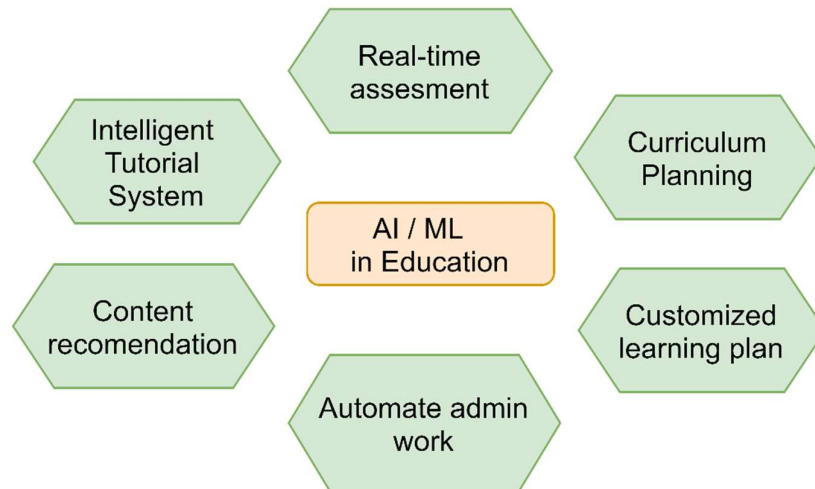 Real-time
assesment
Intelligent
Tutorial
System
Curriculum
Planning
AI / ML
in Education
Content
recomendation
Customized
learning plan
Automate admin
work